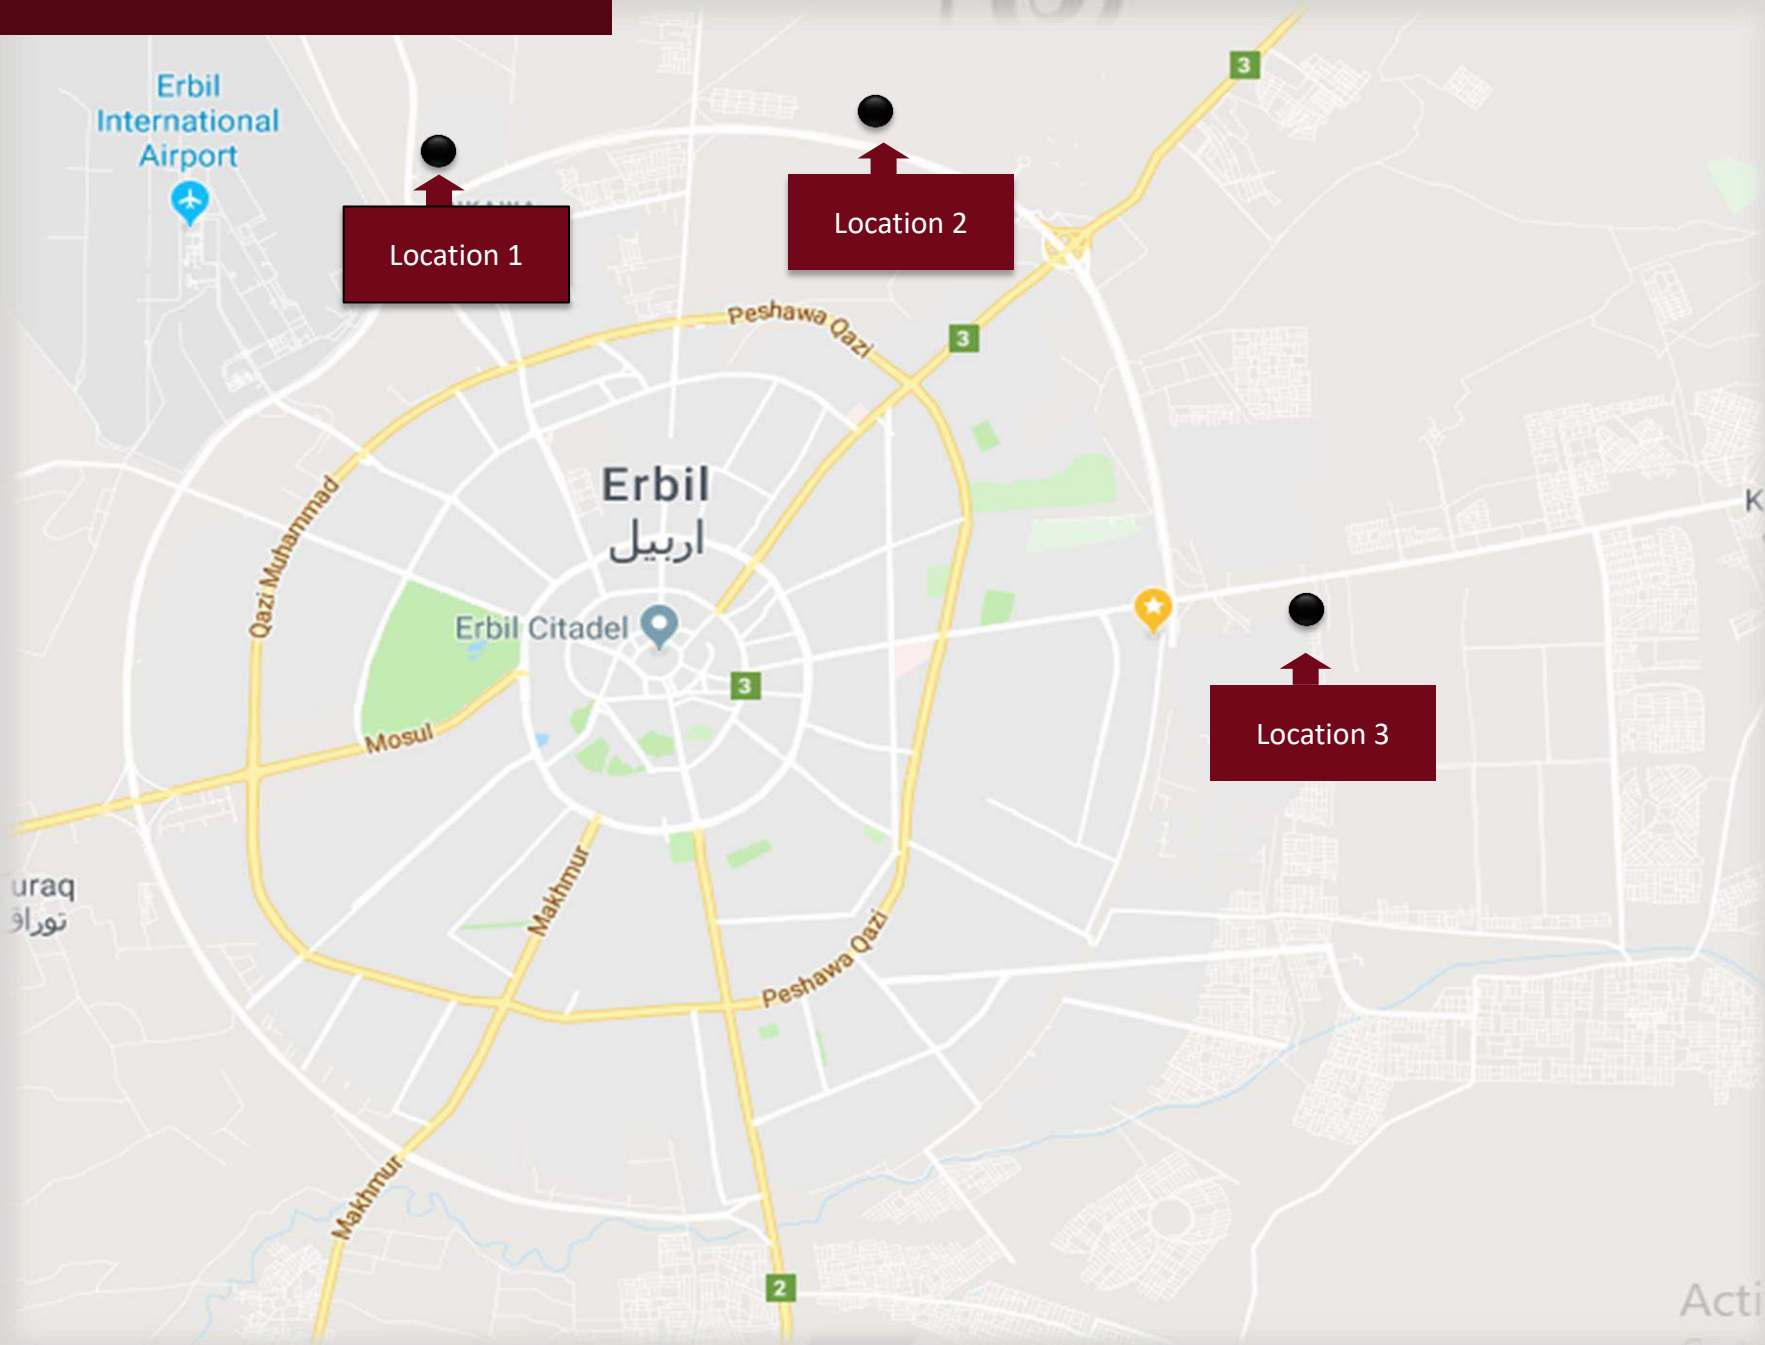 3
Erbil
International
Airport
Location 1
Location 2
Peshawa Qazi
3
Erbil
اربيل
Qazi Muhammad
K
Erbil Citadel
3
Location 3
Mosul
uraq
Makhmur
Peshawa Qazi
Makhmur
2
Acti